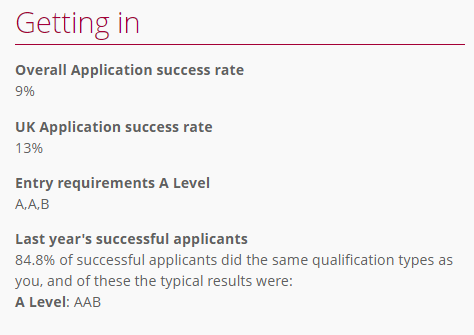 Getting in
Overall Application success rate
9%
UK Application success rate
13%
Entry requirements A Level
A,A,B
Last year's successful applicants
84.8% of successful applicants did the same qualification types as
you, and of these the typical results were:
A Level: AAB